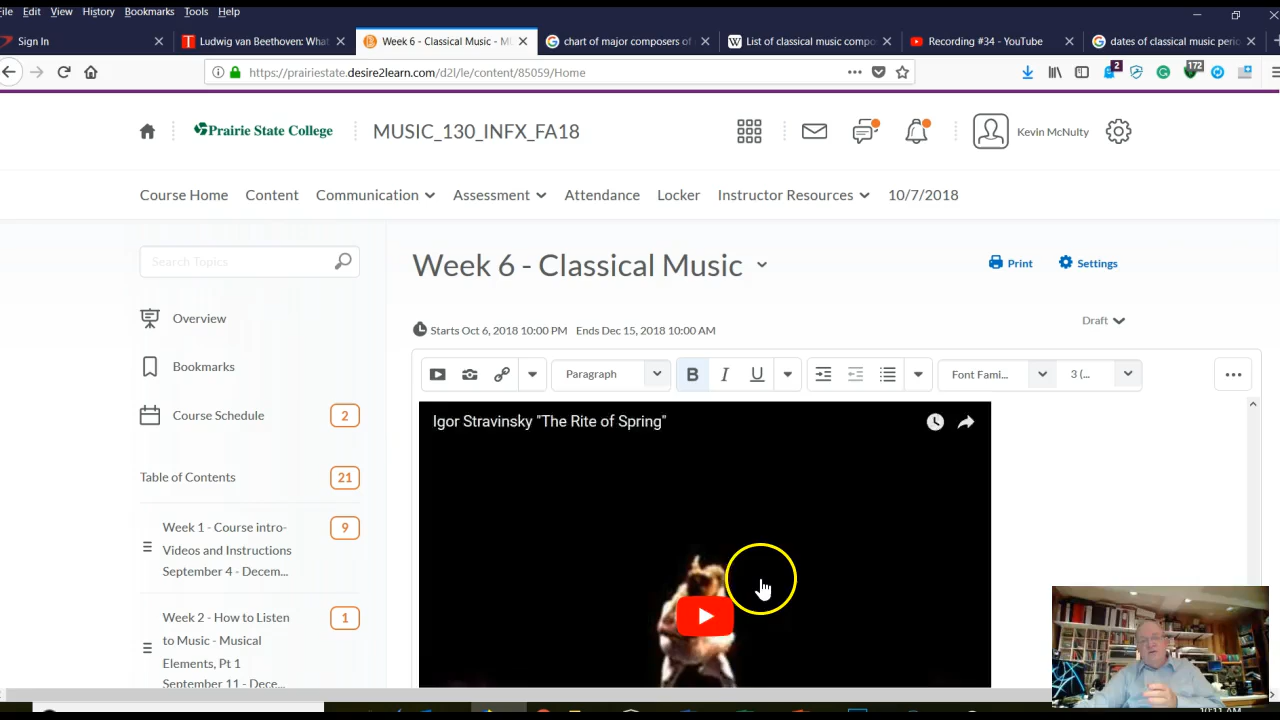 File Edit View History Bookmarks Tools Help
Sign In
Ludwig van Beethoven: What
Week 6 - Classical Music - MU
chart of major composers of
List of classical music compo
Recording #34 - YouTube
dates of classical music perio
https://prairiestate.desire2learn.com/d2l/le/content/85059/Home
2
172
Prairie State College
MUSIC_130_INFX_FA18
Kevin McNulty
Course Home Content Communication Assessment Attendance Locker Instructor Resources 10/7/2018
Search Topics
Overview
Bookmarks
Course Schedule 2
Table of Contents 21
Week 1 - Course intro- 9
Videos and Instructions
September 4 - Decem...
Week 2 - How to Listen 1
to Music - Musical
Elements, Pt 1
September 11 - Dece...
Week 6 - Classical Music
Print Settings
Starts Oct 6, 2018 10:00 PM Ends Dec 15, 2018 10:00 AM
Draft
Paragraph B I U Font Fami... 3 (...
Igor Stravinsky "The Rite of Spring"